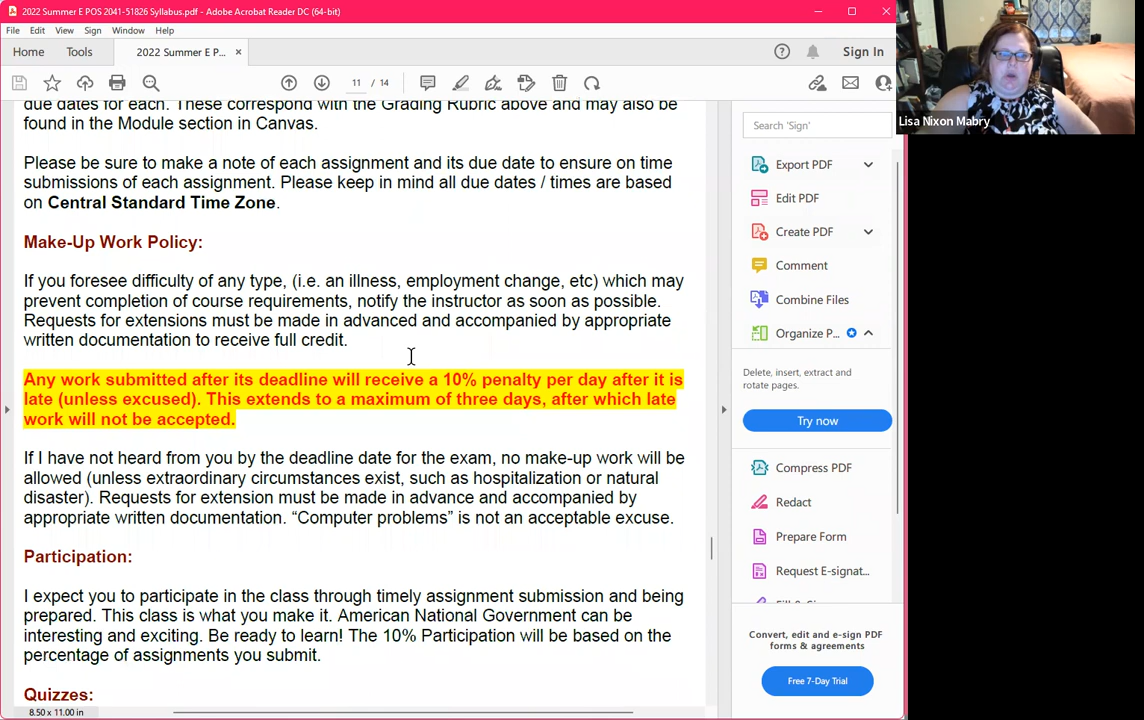 2022 Summer E POS 2041-51826 Syllabus.pdf - Adobe Acrobat Reader DC (64-bit)
File Edit View Sign Window Help
Home Tools 2022 Summer E P... × Sign In
11 / 14
due dates for each. These correspond with the Grading Rubric above and may also be
found in the Module section in Canvas.
Please be sure to make a note of each assignment and its due date to ensure on time
submissions of each assignment. Please keep in mind all due dates / times are based
on Central Standard Time Zone.
Make-Up Work Policy:
If you foresee difficulty of any type, (i.e. an illness, employment change, etc) which may
prevent completion of course requirements, notify the instructor as soon as possible.
Requests for extensions must be made in advanced and accompanied by appropriate
written documentation to receive full credit.
Any work submitted after its deadline will receive a 10% penalty per day after it is
late (unless excused). This extends to a maximum of three days, after which late
work will not be accepted.
If I have not heard from you by the deadline date for the exam, no make-up work will be
allowed (unless extraordinary circumstances exist, such as hospitalization or natural
disaster). Requests for extension must be made in advance and accompanied by
appropriate written documentation. “Computer problems” is not an acceptable excuse.
Participation:
I expect you to participate in the class through timely assignment submission and being
prepared. This class is what you make it. American National Government can be
interesting and exciting. Be ready to learn! The 10% Participation will be based on the
percentage of assignments you submit.
Quizzes:
8.50 x 11.00 in
Search 'Sign'
Export PDF
Edit PDF
Create PDF
Comment
Combine Files
Organize P...
Delete, insert, extract and
rotate pages.
Try now
Compress PDF
Redact
Prepare Form
Request E-signat...
Convert, edit and e-sign PDF
forms & agreements
Free 7-Day Trial
Lisa Nixon Mabry